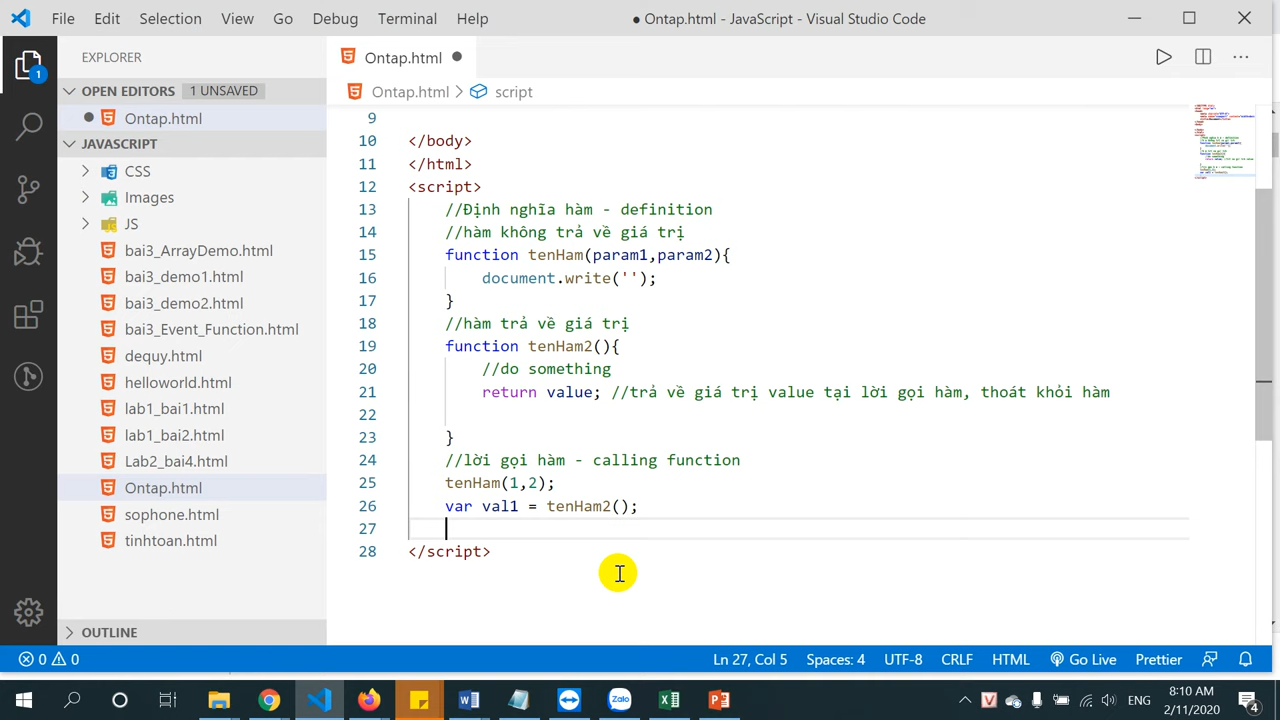 File Edit Selection View Go Debug Terminal Help
● Ontap.html - JavaScript - Visual Studio Code
EXPLORER
OPEN EDITORS 1 UNSAVED
Ontap.html
JAVASCRIPT
CSS
Images
JS
bai3_ArrayDemo.html
bai3_demo1.html
bai3_demo2.html
bai3_Event_Function.html
dequy.html
helloworld.html
lab1_bai1.html
lab1_bai2.html
Lab2_bai4.html
Ontap.html
sophone.html
tinhtoan.html
OUTLINE
1
Ontap.html ●
Ontap.html > script
9
10 </body>
11 </html>
12 <script>
13 //Định nghĩa hàm - definition
14 //hàm không trả về giá trị
15 function tenHam(param1,param2){
16 document.write('');
17 }
18 //hàm trả về giá trị
19 function tenHam2(){
20 //do something
21 return value; //trả về giá trị value tại lời gọi hàm, thoát khỏi hàm
22
23 }
24 //lời gọi hàm - calling function
25 tenHam(1,2);
26 var val1 = tenHam2();
27
28 </script>
0 0 Ln 27, Col 5 Spaces: 4 UTF-8 CRLF HTML Go Live Prettier
ENG 8:10 AM
2/11/2020 4